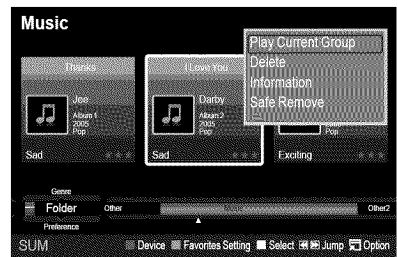 Music
Play Current Group
Delete
Information
Safe Remove
Thanks
I Love You
Jee
Album 1
2005
Pop
Darby
Album 2
2005
Pop
Pop
Sad
Sad
Exciting
Genre
Folder
Other
Other2
Preference
SUM
Device
Favorites Setting
Select
Jump
Option